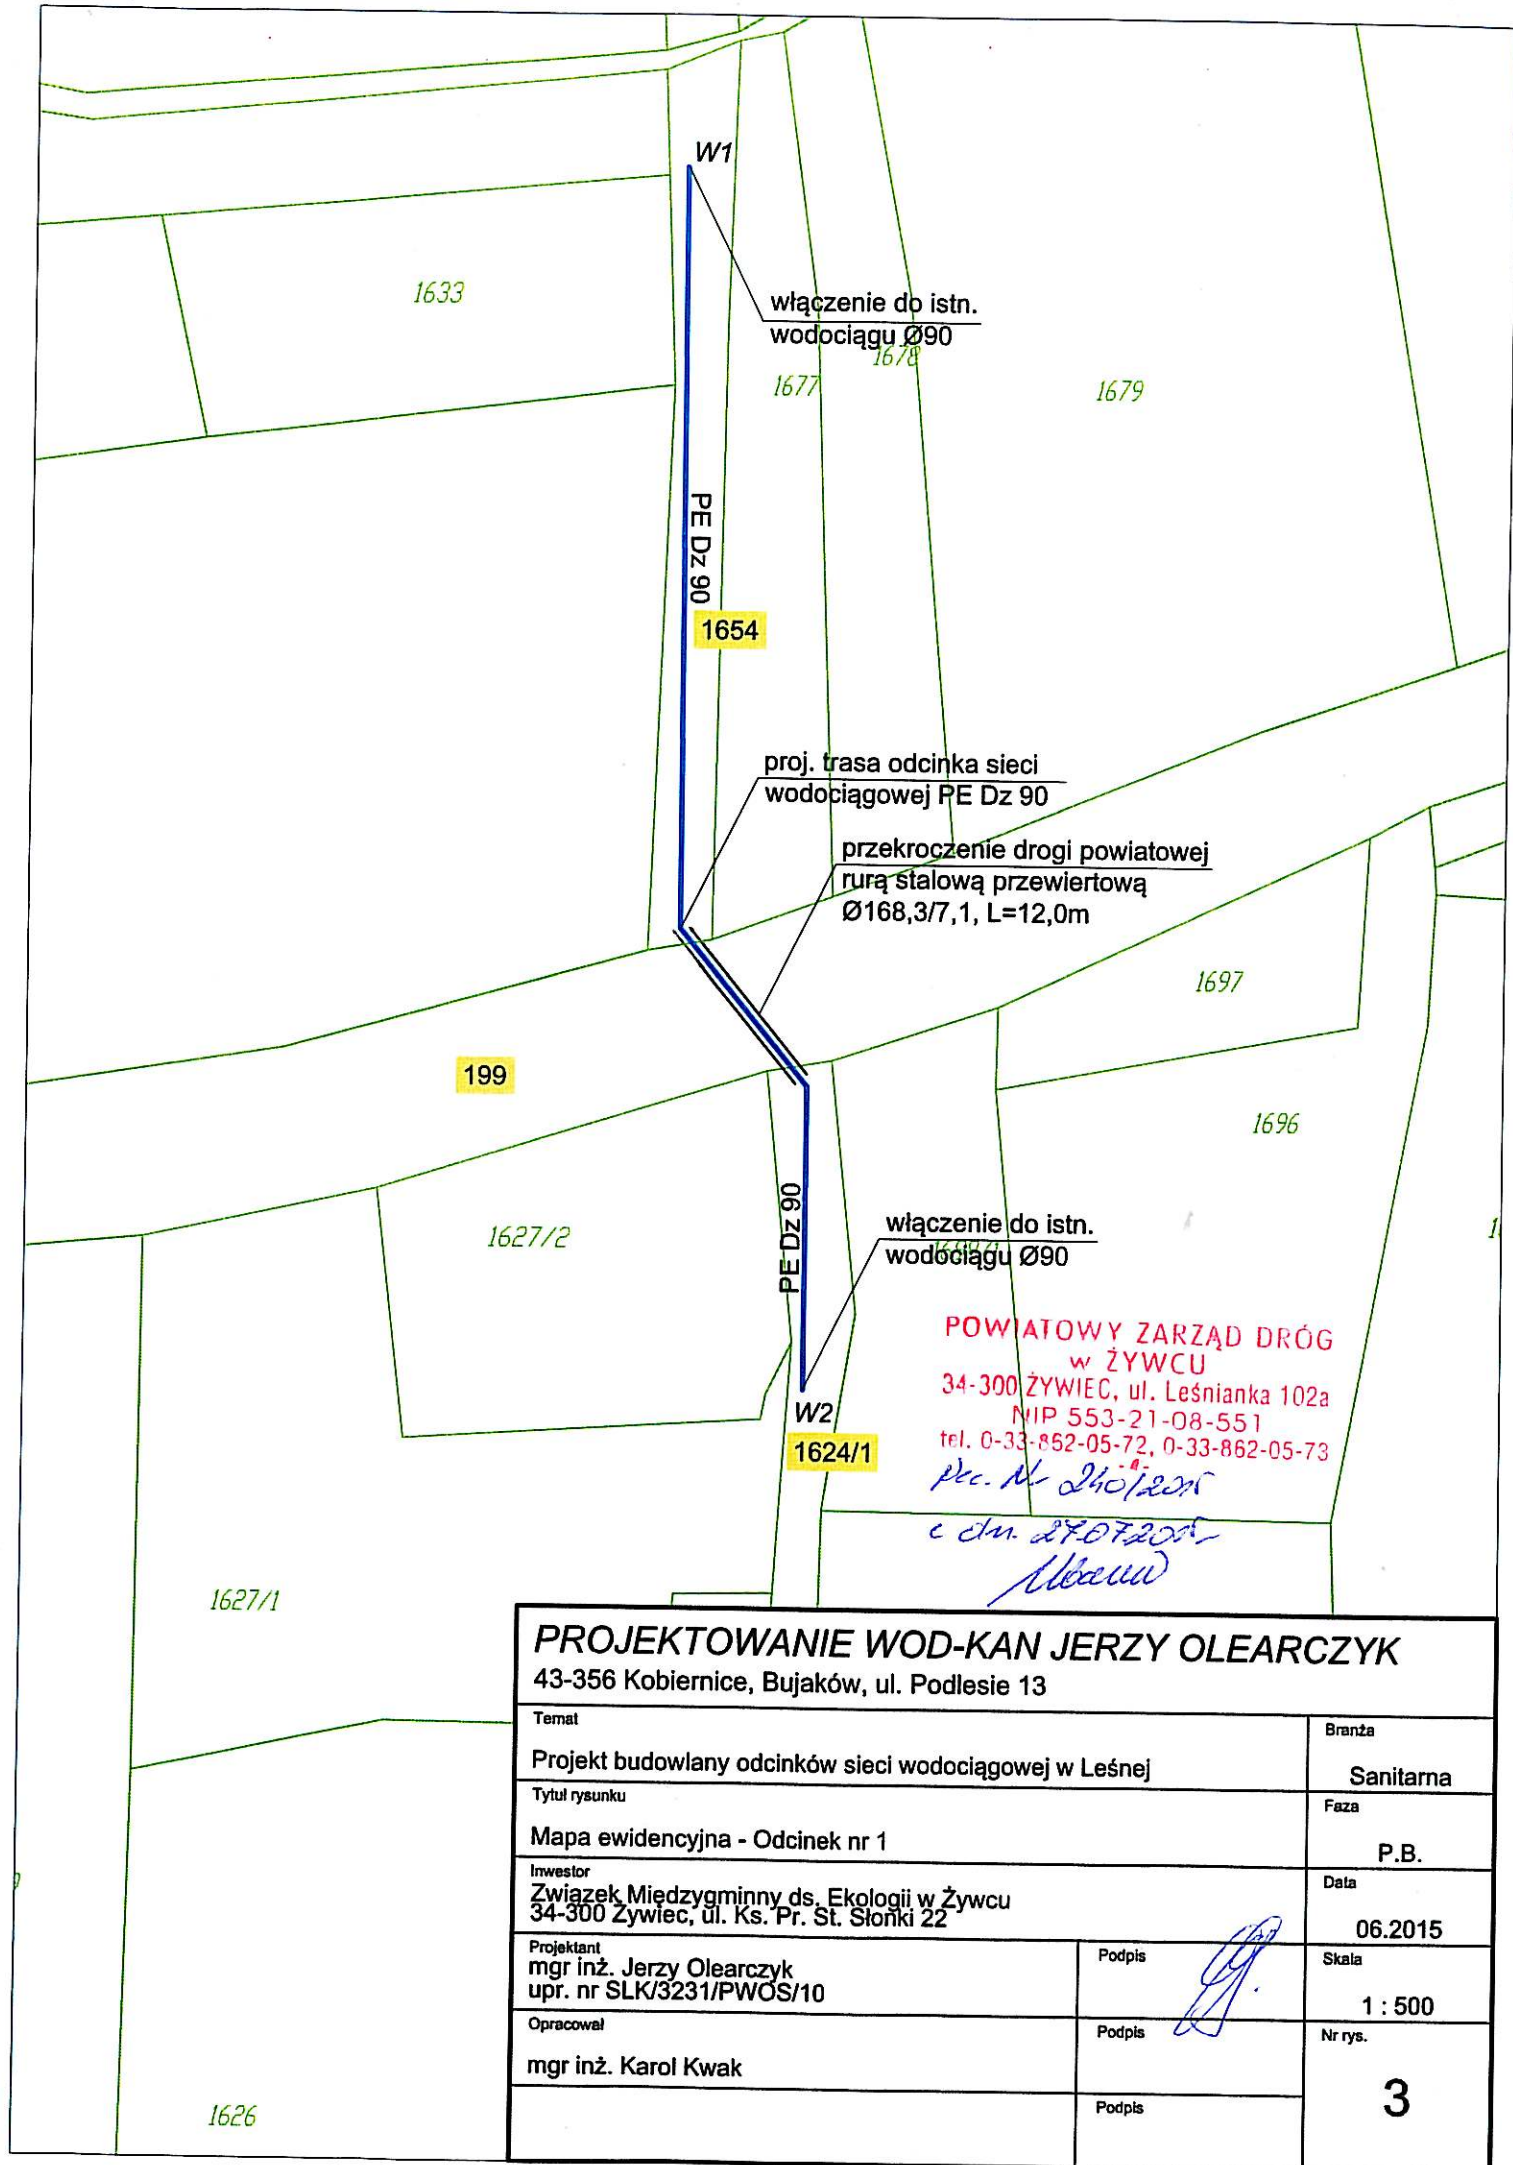 W1
1633
włączenie do istn.
wodociągu Ø90
1678
1677
1679
PE Dz 90
1654
proj. trasa odcinka sieci
wodociągowej PE Dz 90
przekroczenie drogi powiatowej
rurą stalową przewiertową
Ø168,3/7,1, L=12,0m
1697
199
1696
1627/2
PE Dz 90
włączenie do istn.
wodociągu Ø90
POWIATOWY ZARZĄD DRÓG
w ŻYWCU
34-300 ŻYWIEC, ul. Leśnianka 102a
NIP 553-21-08-551
tel. 0-33-862-05-72, 0-33-862-05-73
W2
1624/1
240/2015
1627/1
PROJEKTOWANIE WOD-KAN JERZY OLEARCZYK
43-356 Kobiernice, Bujaków, ul. Podlesie 13
Temat
Projekt budowlany odcinków sieci wodociągowej w Leśnej
Branża
Sanitarna
Tytuł rysunku
Mapa ewidencyjna - Odcinek nr 1
Faza
P.B.
Inwestor
Związek Międzygminny ds. Ekologii w Żywcu
34-300 Żywiec, ul. Ks. Pr. St. Słonki 22
Data
06.2015
Projektant
mgr inż. Jerzy Olearczyk
upr. nr SLK/3231/PWOS/10
Podpis
Skala
1 : 500
Opracował
mgr inż. Karol Kwak
Podpis
Nr rys.
3
Podpis
1626